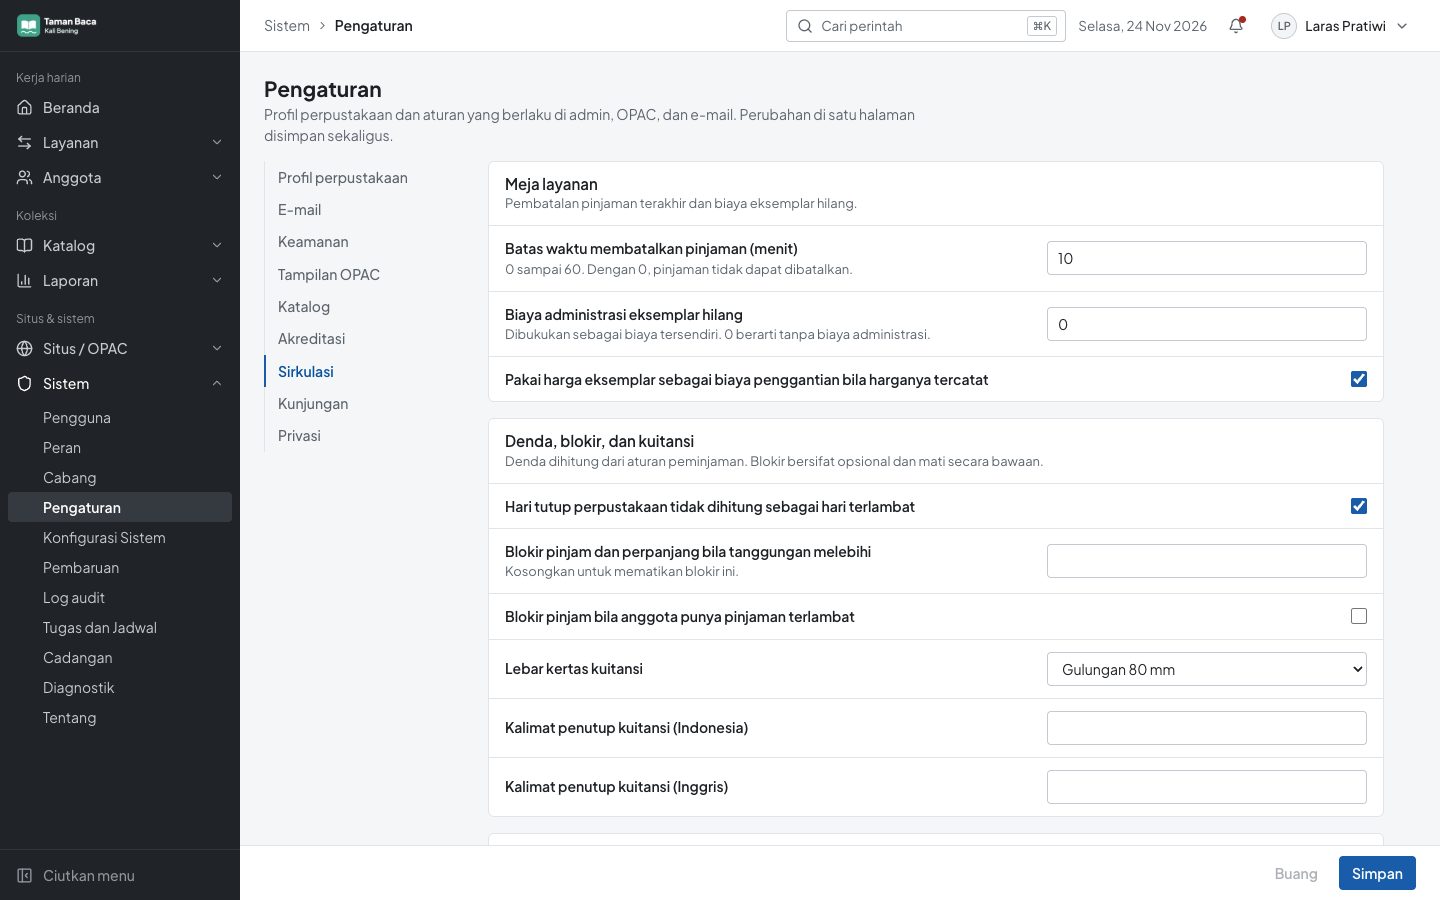 Taman Baca
Kali Bening
Kerja harian
Beranda
Layanan
Anggota
Koleksi
Katalog
Laporan
Situs & sistem
Situs / OPAC
Sistem
Pengguna
Peran
Cabang
Pengaturan
Konfigurasi Sistem
Pembaruan
Log audit
Tugas dan Jadwal
Cadangan
Diagnostik
Tentang
Ciutkan menu
Sistem > Pengaturan
Cari perintah ⌘K
Selasa, 24 Nov 2026
LP Laras Pratiwi
Pengaturan
Profil perpustakaan dan aturan yang berlaku di admin, OPAC, dan e-mail. Perubahan di satu halaman
disimpan sekaligus.
Profil perpustakaan
E-mail
Keamanan
Tampilan OPAC
Katalog
Akreditasi
Sirkulasi
Kunjungan
Privasi
Meja layanan
Pembatalan pinjaman terakhir dan biaya eksemplar hilang.
Batas waktu membatalkan pinjaman (menit)
0 sampai 60. Dengan 0, pinjaman tidak dapat dibatalkan.
10
Biaya administrasi eksemplar hilang
Dibukukan sebagai biaya tersendiri. 0 berarti tanpa biaya administrasi.
0
Pakai harga eksemplar sebagai biaya penggantian bila harganya tercatat
Denda, blokir, dan kuitansi
Denda dihitung dari aturan peminjaman. Blokir bersifat opsional dan mati secara bawaan.
Hari tutup perpustakaan tidak dihitung sebagai hari terlambat
Blokir pinjam dan perpanjang bila tanggungan melebihi
Kosongkan untuk mematikan blokir ini.
Blokir pinjam bila anggota punya pinjaman terlambat
Lebar kertas kuitansi
Gulungan 80 mm
Kalimat penutup kuitansi (Indonesia)
Kalimat penutup kuitansi (Inggris)
Buang
Simpan